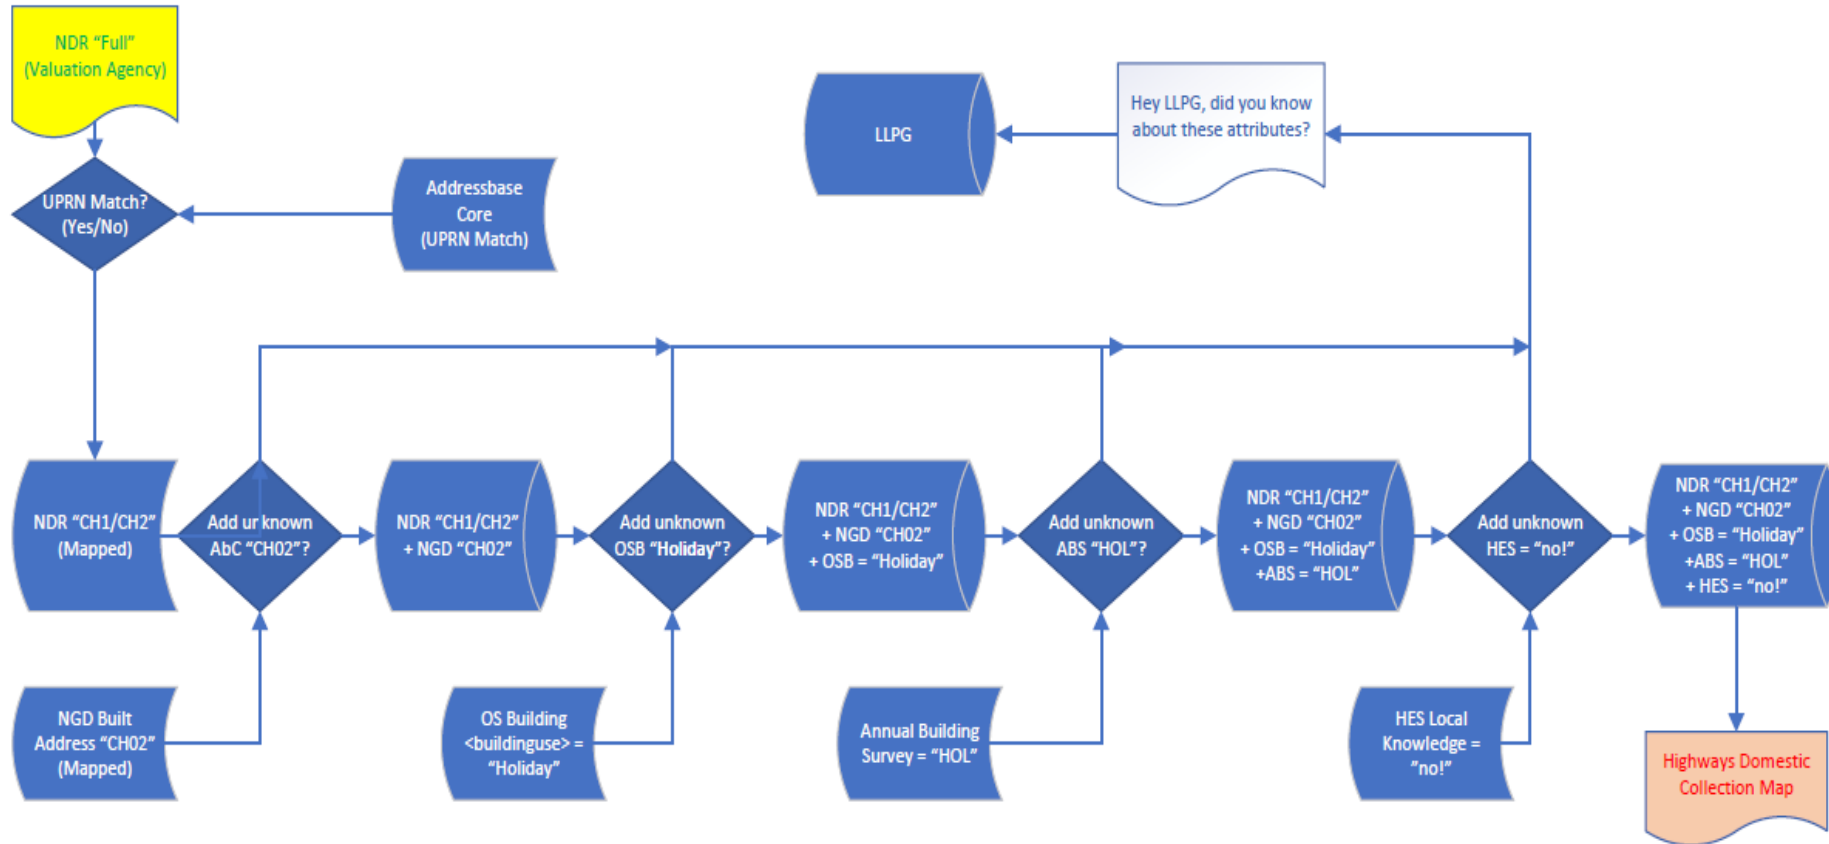 NDR “Full”
(Valuation Agency)
UPRN Match?
(Yes/No)
Addressbase
Core
(UPRN Match)
LLPG
Hey LLPG, did you know
about these attributes?
NDR “CH1/CH2”
(Mapped)
Add ur known
AbC “CH02”?
NDR “CH1/CH2”
+ NGD “CH02”
Add unknown
OSB “Holiday”?
NDR “CH1/CH2”
+ NGD “CH02”
+ OSB = “Holiday”
Add unknown
ABS “HOL”?
NDR “CH1/CH2”
+ NGD “CH02”
+ OSB = “Holiday”
+ABS = “HOL”
Add unknown
HES = “no!”
NDR “CH1/CH2”
+ NGD “CH02”
+ OSB = “Holiday”
+ABS = “HOL”
+ HES = “no!”
NGD Built
Address “CH02”
(Mapped)
OS Building
<buildinguse> =
“Holiday”
Annual Building
Survey = “HOL”
HES Local
Knowledge =
”no!”
Highways Domestic
Collection Map